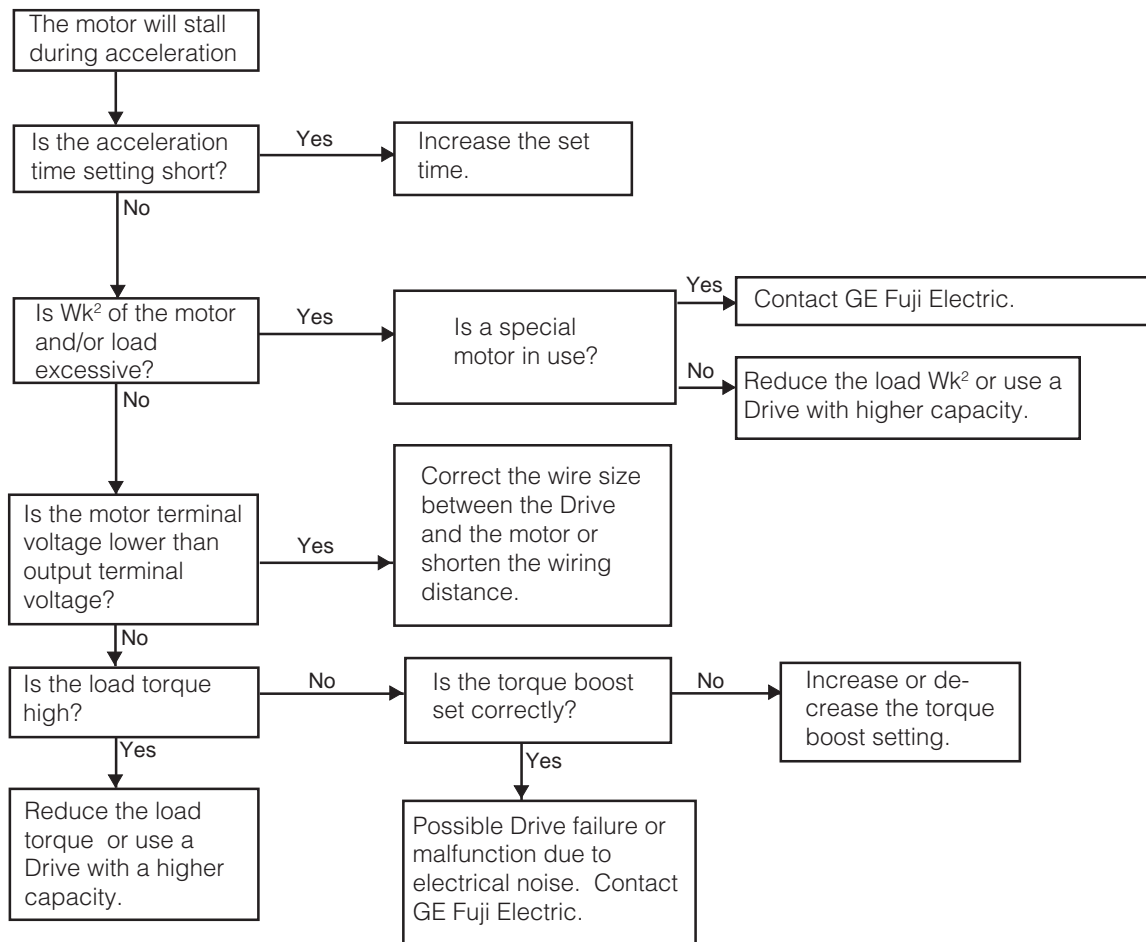 The motor will stall
during acceleration
Is the acceleration
time setting short?
Yes
Increase the set
time.
No
Is Wk² of the motor
and/or load
excessive?
Yes
Is a special
motor in use?
Yes
Contact GE Fuji Electric.
No
Reduce the load Wk² or use a
Drive with higher capacity.
No
Is the motor terminal
voltage lower than
output terminal
voltage?
Yes
Correct the wire size
between the Drive
and the motor or
shorten the wiring
distance.
No
Is the load torque
high?
No
Is the torque boost
set correctly?
No
Increase or de-
crease the torque
boost setting.
Yes
Reduce the load
torque or use a
Drive with a higher
capacity.
Yes
Possible Drive failure or
malfunction due to
electrical noise. Contact
GE Fuji Electric.